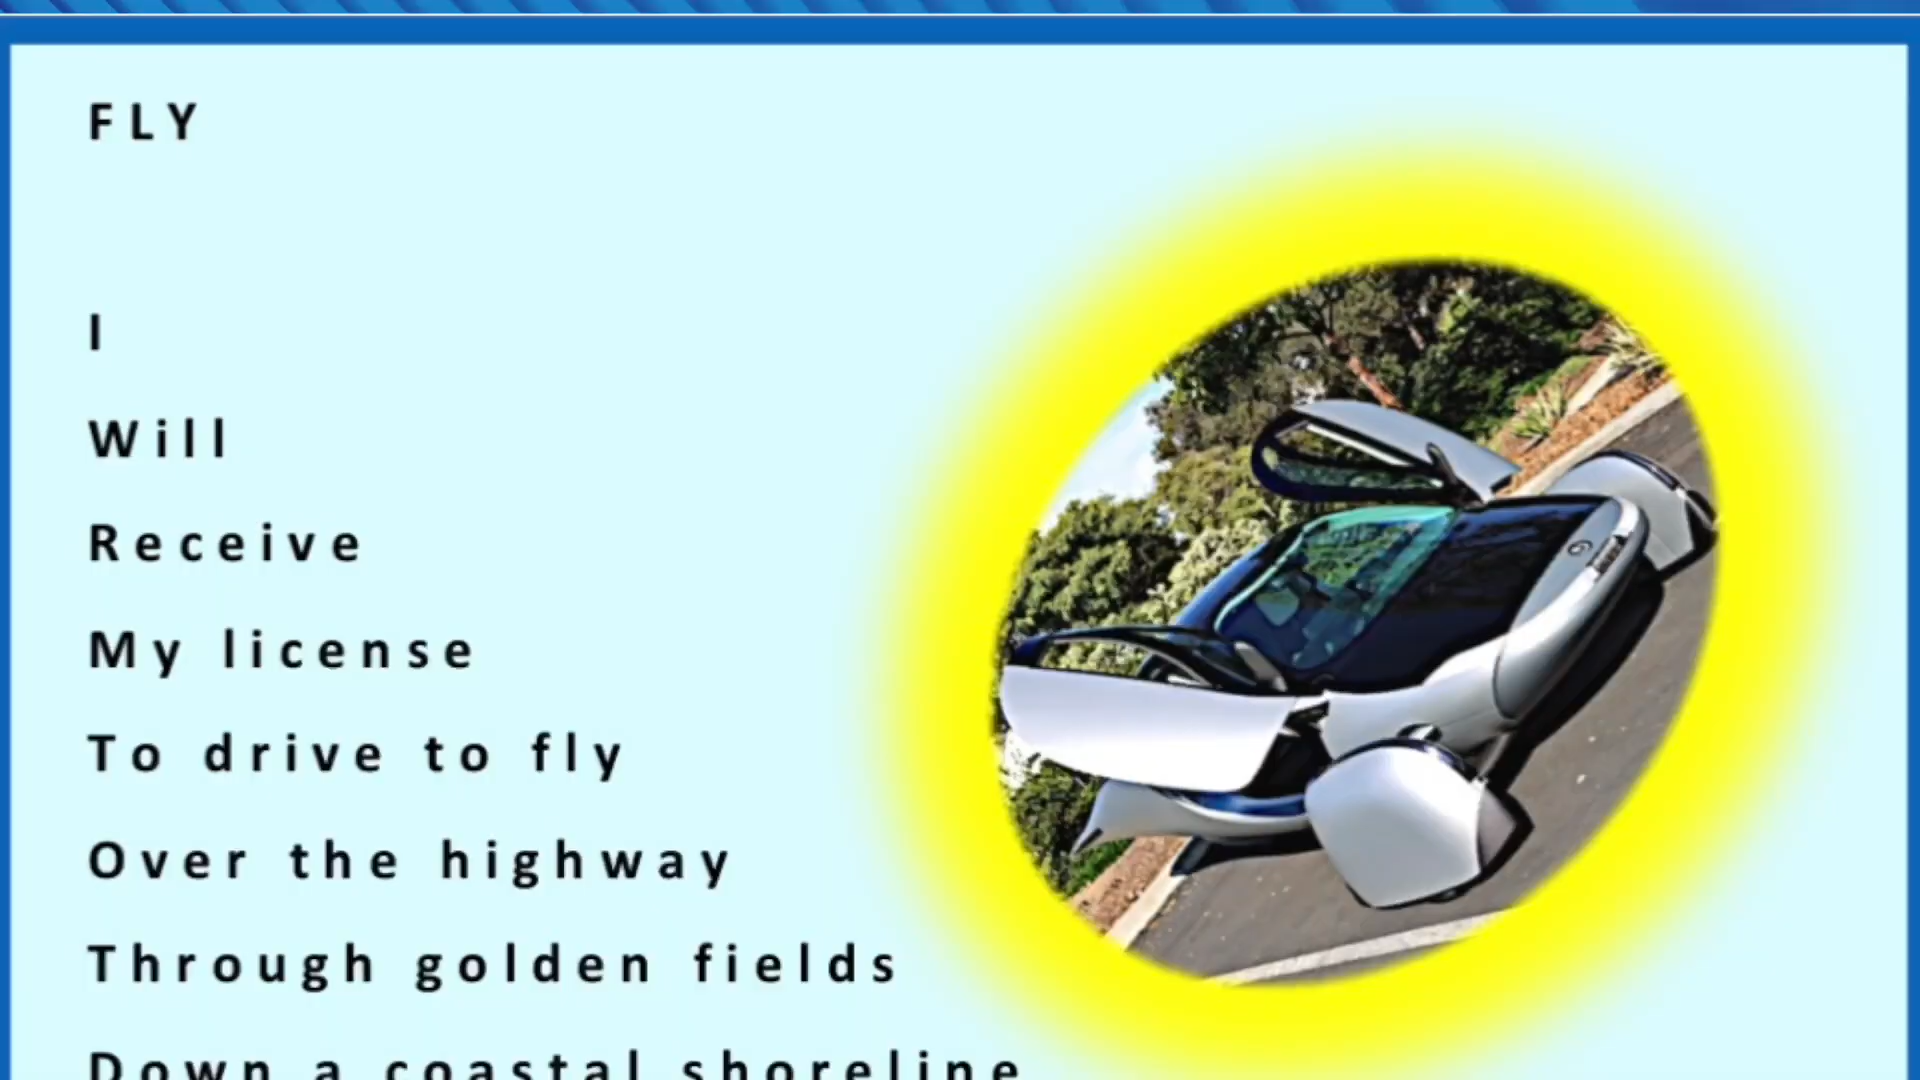 FLY
I
Will
Receive
My license
To drive to fly
Over the highway
Through golden fields
Down a coastal shoreline